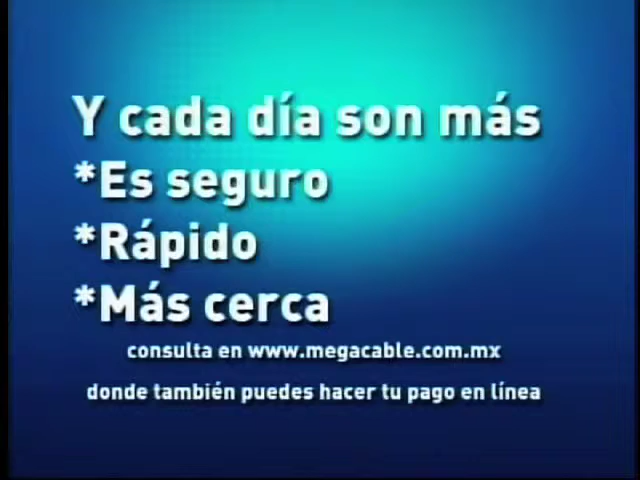 Y cada día son más
*Es seguro
*Rápido
*Más cerca
consulta en www.megacable.com.mx
donde también puedes hacer tu pago en línea